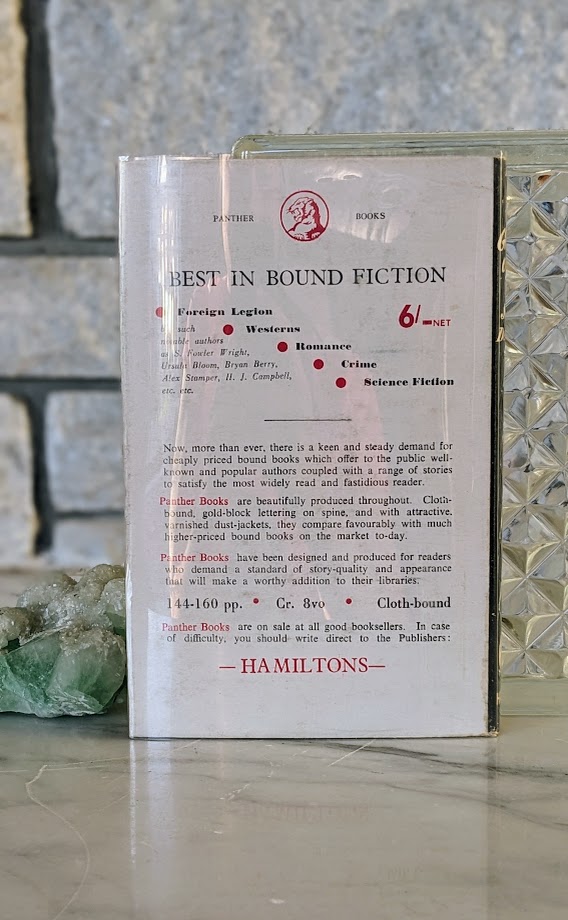 PANTHER BOOKS
BEST IN BOUND FICTION
Foreign Legion
6/- NET
by such
Westerns
notable authors
Romance
as S. Fowler Wright,
Ursula Bloom, Bryan Berry,
Crime
Alex Stamper, H. J. Campbell,
Science Fiction
etc. etc.
Now, more than ever, there is a keen and steady demand for
cheaply priced bound books which offer to the public well-
known and popular authors coupled with a range of stories
to satisfy the most widely read and fastidious reader.
Panther Books are beautifully produced throughout. Cloth-
bound, gold-block lettering on spine, and with attractive,
varnished dust-jackets, they compare favourably with much
higher-priced bound books on the market to-day.
Panther Books have been designed and produced for readers
who demand a standard of story-quality and appearance
that will make a worthy addition to their libraries.
144-160 pp. • Cr. 8vo • Cloth-bound
Panther Books are on sale at all good booksellers. In case
of difficulty, you should write direct to the Publishers:
— HAMILTONS—